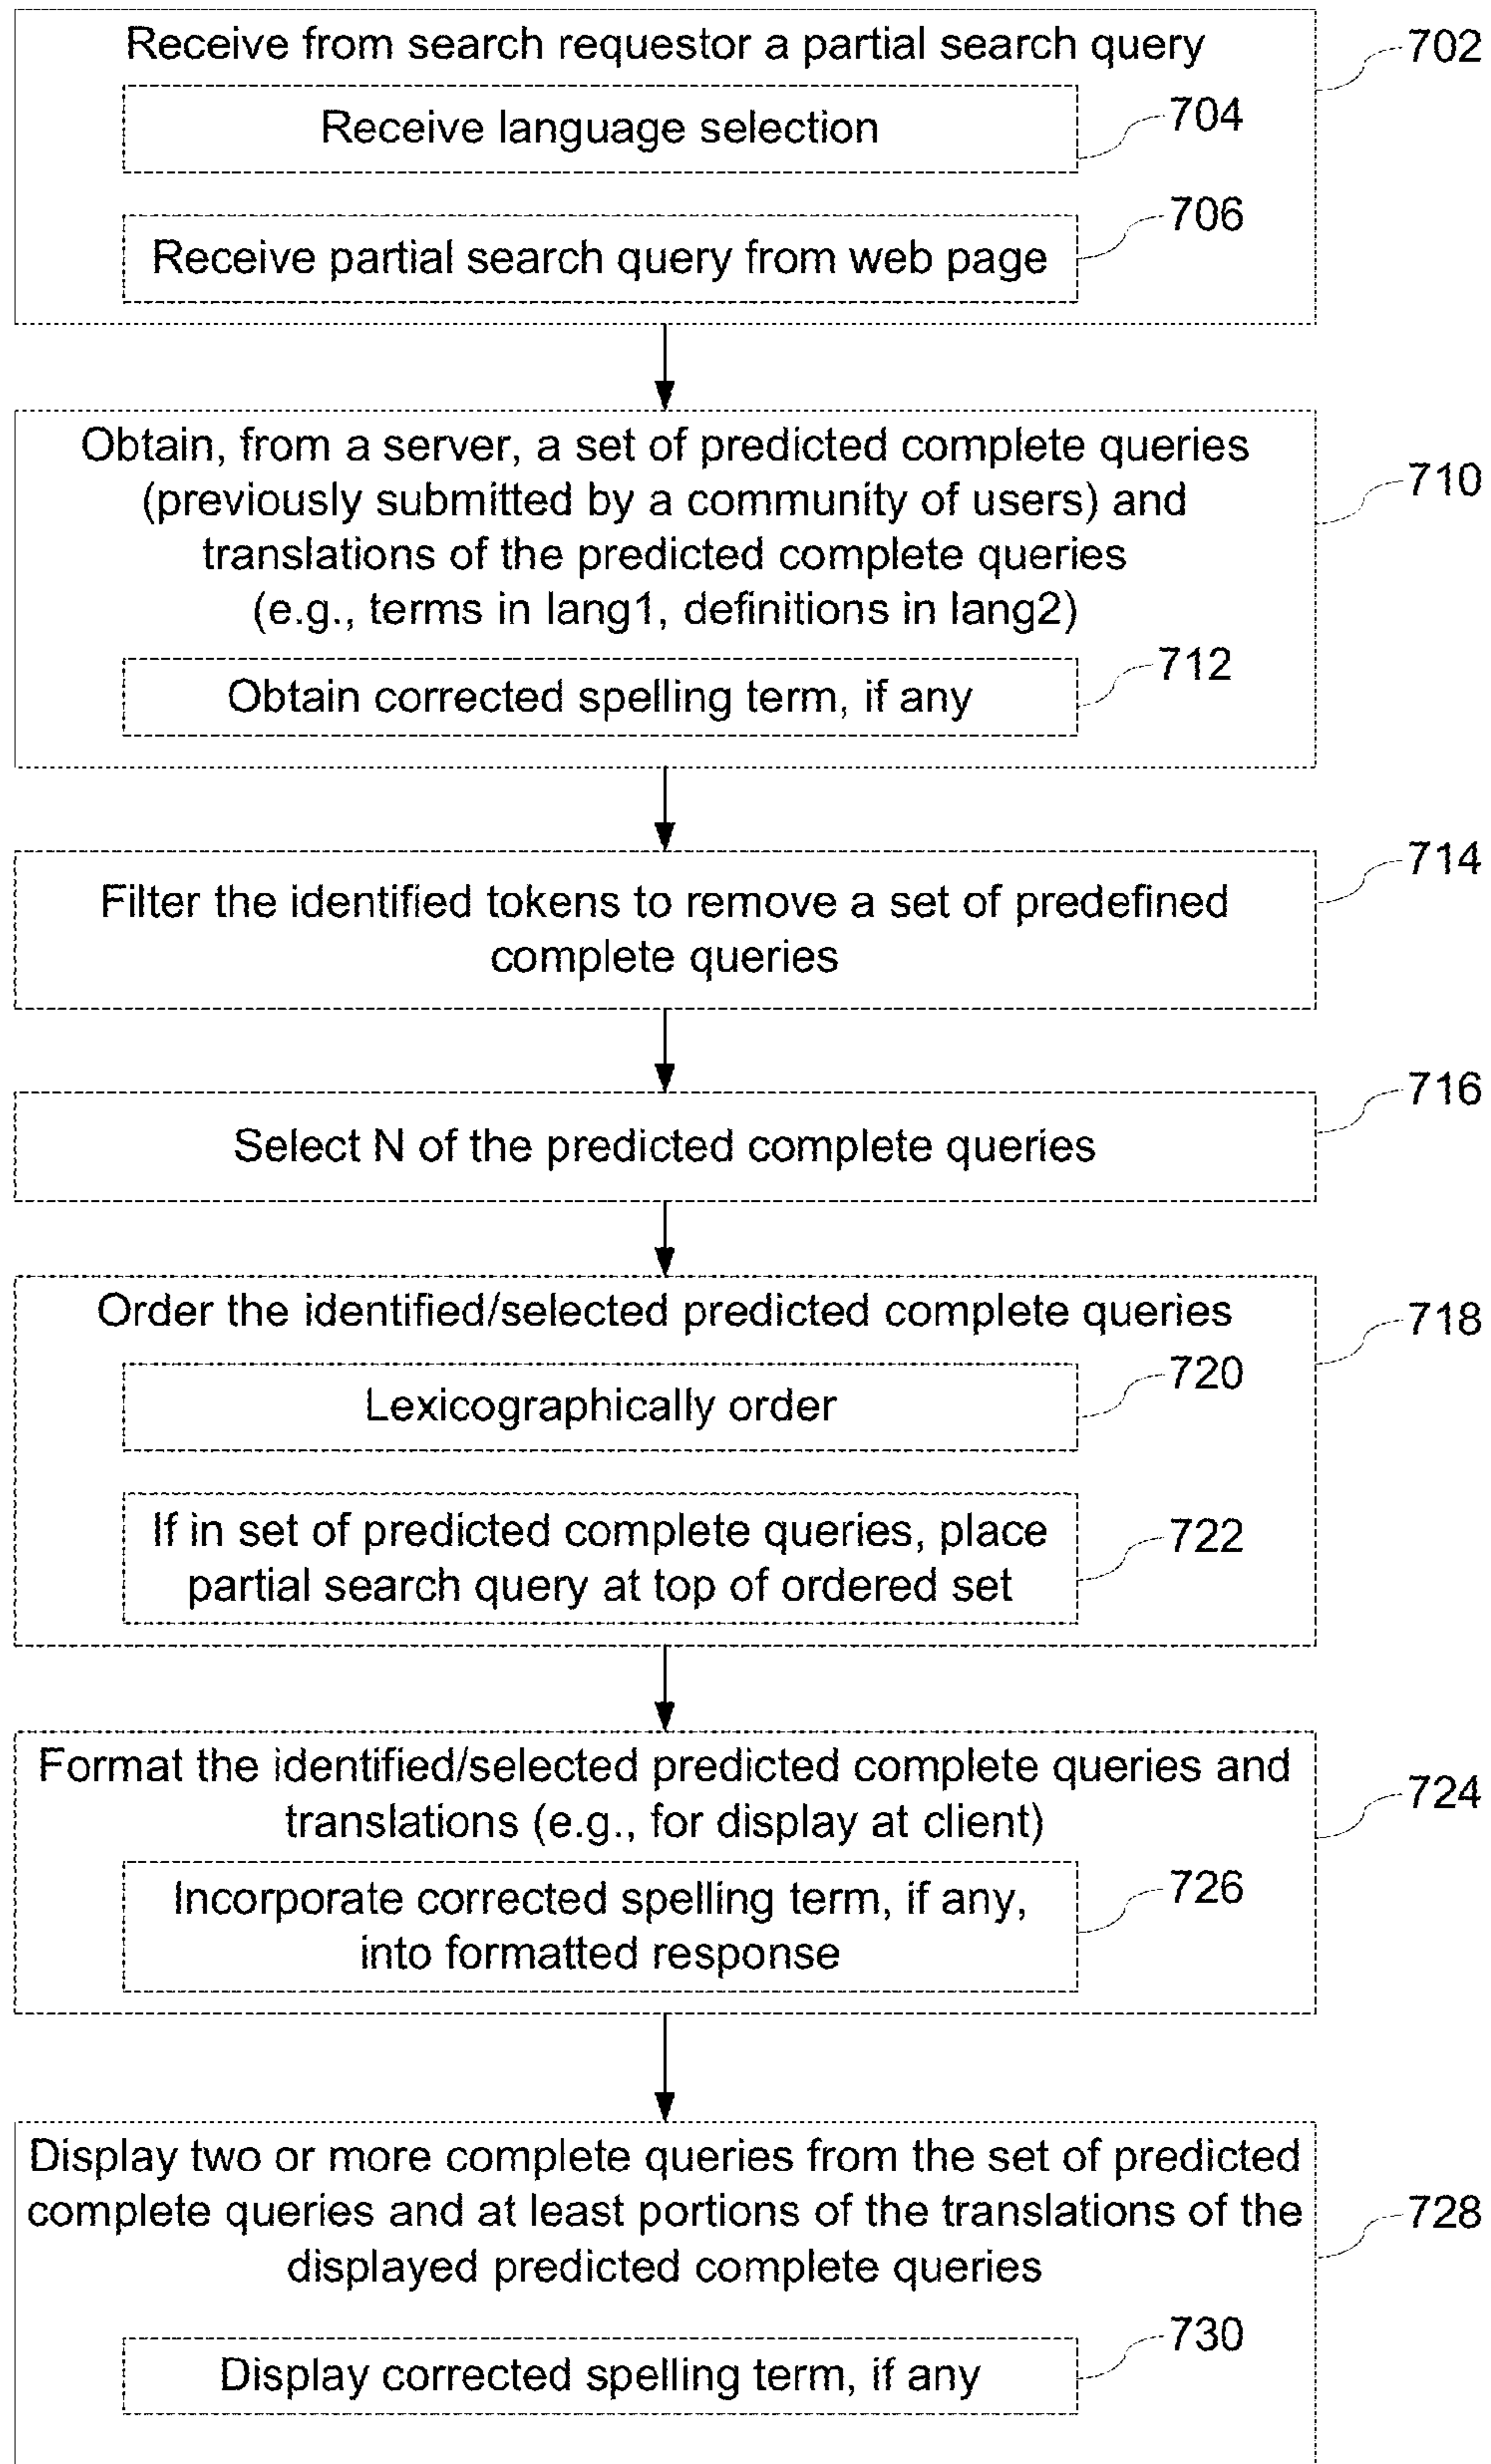 Receive from search requestor a partial search query
702
Receive language selection
704
Receive partial search query from web page
706
Obtain, from a server, a set of predicted complete queries
(previously submitted by a community of users) and
translations of the predicted complete queries
(e.g., terms in lang1, definitions in lang2)
710
Obtain corrected spelling term, if any
712
Filter the identified tokens to remove a set of predefined
complete queries
714
Select N of the predicted complete queries
716
Order the identified/selected predicted complete queries
718
Lexicographically order
720
If in set of predicted complete queries, place
partial search query at top of ordered set
722
Format the identified/selected predicted complete queries and
translations (e.g., for display at client)
724
Incorporate corrected spelling term, if any,
into formatted response
726
Display two or more complete queries from the set of predicted
complete queries and at least portions of the translations of the
displayed predicted complete queries
728
Display corrected spelling term, if any
730